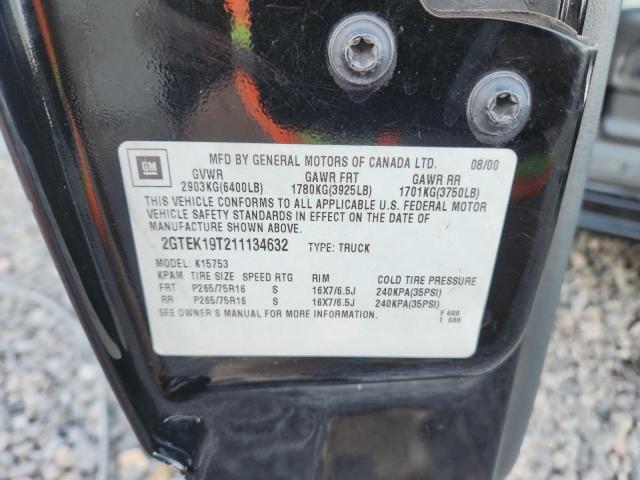 MFD BY GENERAL MOTORS OF CANADA LTD. 08/00
GM
GVWR GAWR FRT GAWR RR
2903KG(6400LB) 1780KG(3925LB) 1701KG(3750LB)
THIS VEHICLE CONFORMS TO ALL APPLICABLE U.S. FEDERAL MOTOR
VEHICLE SAFETY STANDARDS IN EFFECT ON THE DATE OF
MANUFACTURE SHOWN ABOVE.
2GTEK19T211134632 TYPE: TRUCK
MODEL: K15753
KPAM TIRE SIZE SPEED RTG RIM COLD TIRE PRESSURE
FRT P265/75R16 S 16X7/6.5J 240KPA(35PSI)
RR P265/75R16 S 16X7/6.5J 240KPA(35PSI)
SEE OWNER'S MANUAL FOR MORE INFORMATION. F 608
T 608